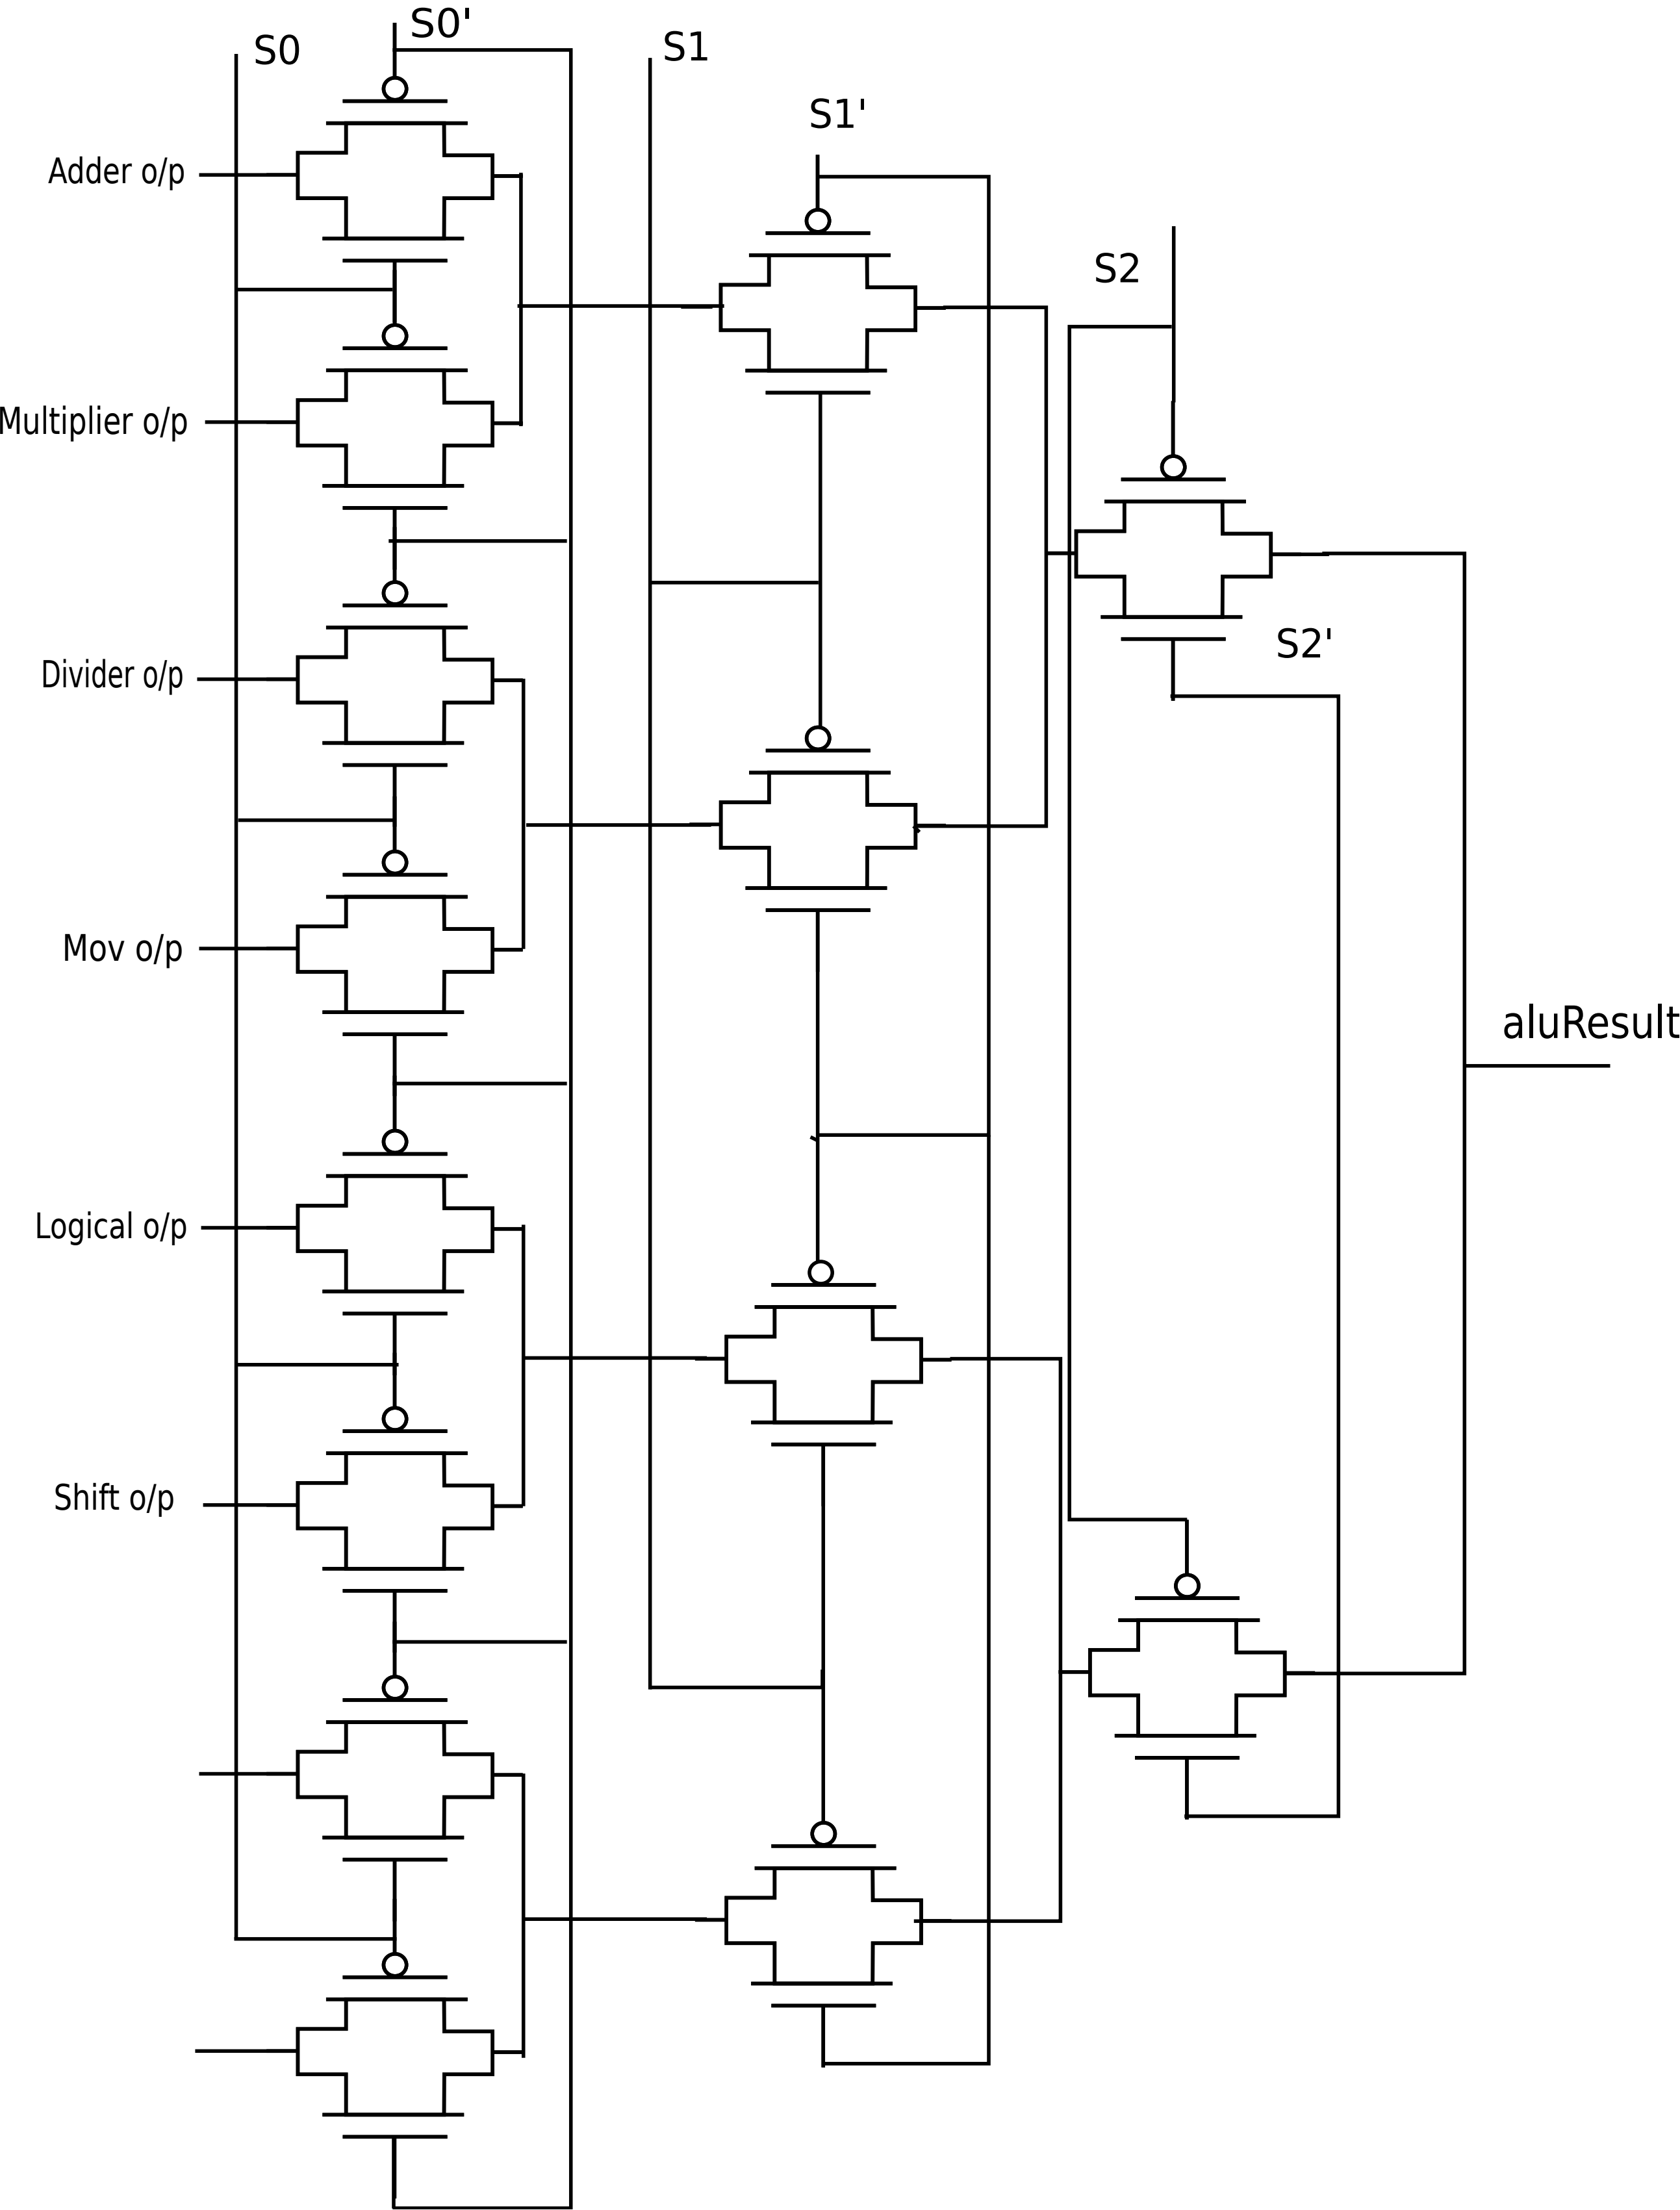 S0'
S0
S1
S1'
Adder o/p
S2
Multiplier o/p
S2'
Divider o/p
Mov o/p
aluResult
Logical o/p
Shift o/p